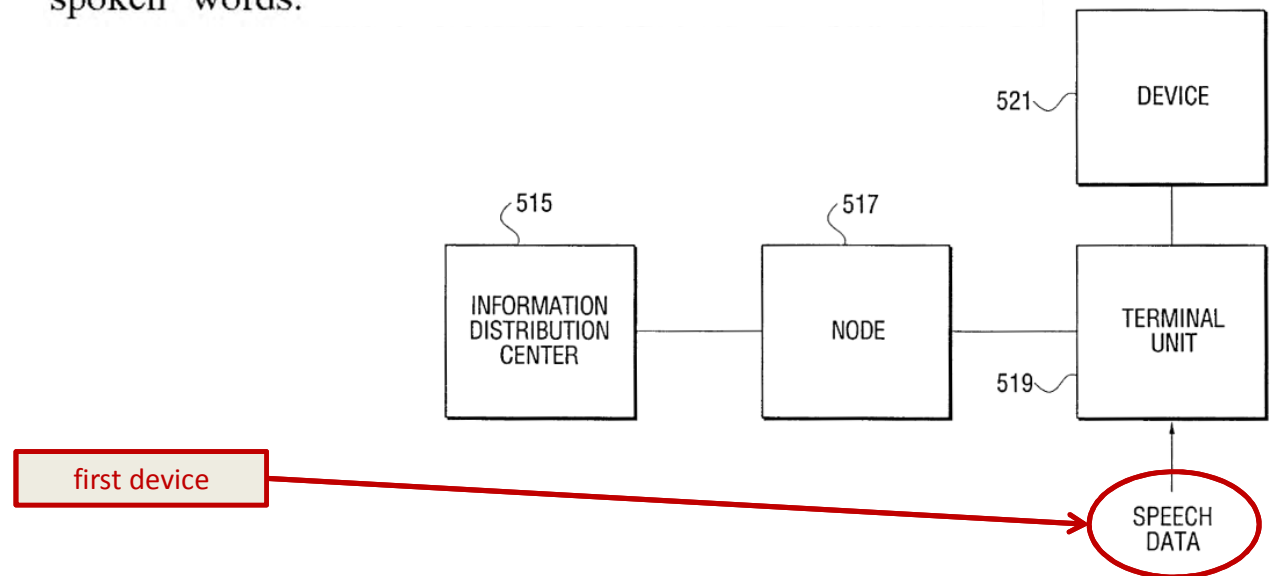 spoken words.
521
DEVICE
515
517
INFORMATION
DISTRIBUTION
CENTER
NODE
TERMINAL
UNIT
519
first device
SPEECH
DATA